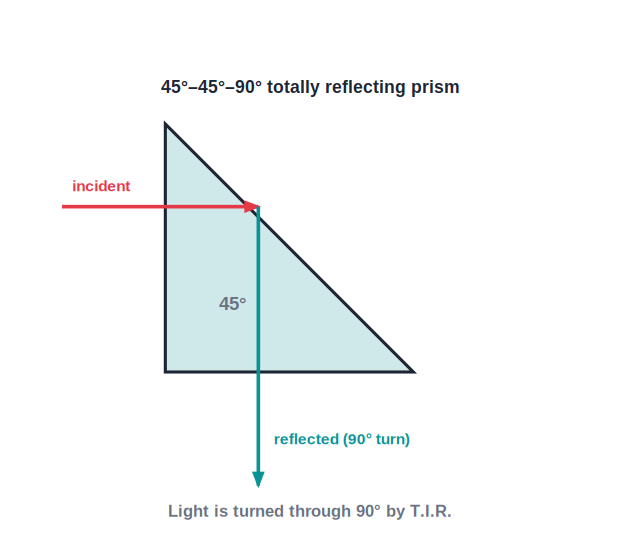 45°–45°–90° totally reflecting prism
incident
45°
reflected (90° turn)
Light is turned through 90° by T.I.R.